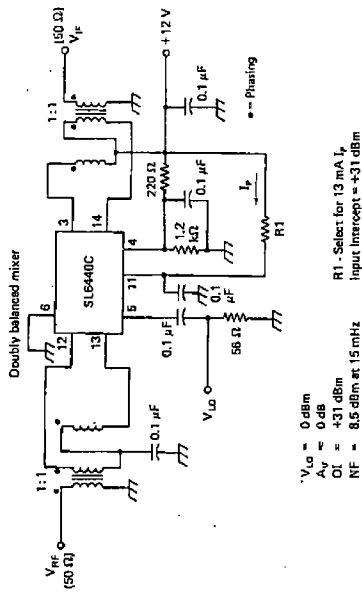 Doubly balanced mixer
V_RF
(50 Ω)
1:1
0.1 μF
12
13
6
SL6440C
3
14
5
11
4
1:1
(50 Ω)
V_IF
+12 V
0.1 μF
• — Phasing
220 Ω
0.1 μF
1.2
kΩ
I_P
R1
0.1
μF
0.1 μF
56 Ω
V_LO
V_LO = 0 dBm
A_V = 0 dB
OI = +31 dBm
NF = 8.5 dBm at 15 mHz
R1 - Select for 13 mA I_P
Input Intercept = +31 dBm